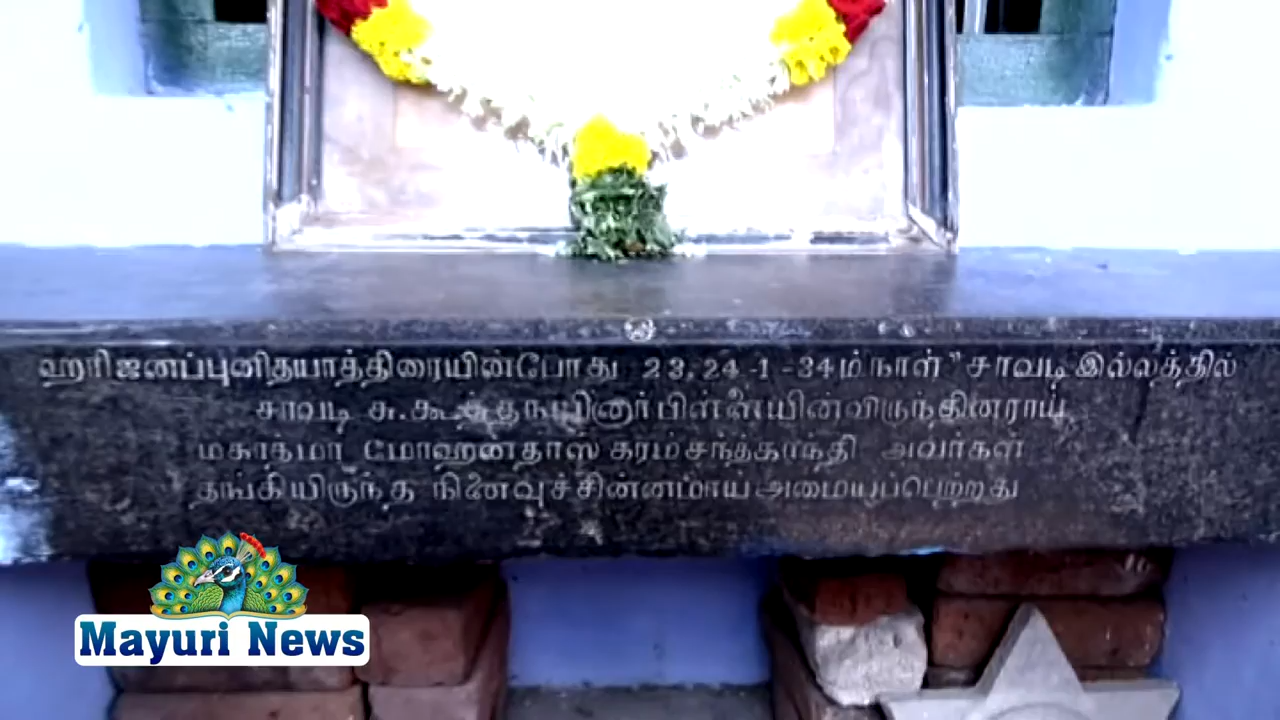 ஹரிஜனப்புனிதயாத்திரையின்போது 23,24-1-34ம்நாள் "சாவடிஇல்லத்தில்
சாவடி பிள்ளையின்விருந்தினராய்
மகாத்மா மோஹனதாஸ் கரம்சந்த்காந்தி அவர்கள்
தங்கியிருந்த நினைவுச்சின்னமாய்அமையப்பெற்றது
Mayuri News